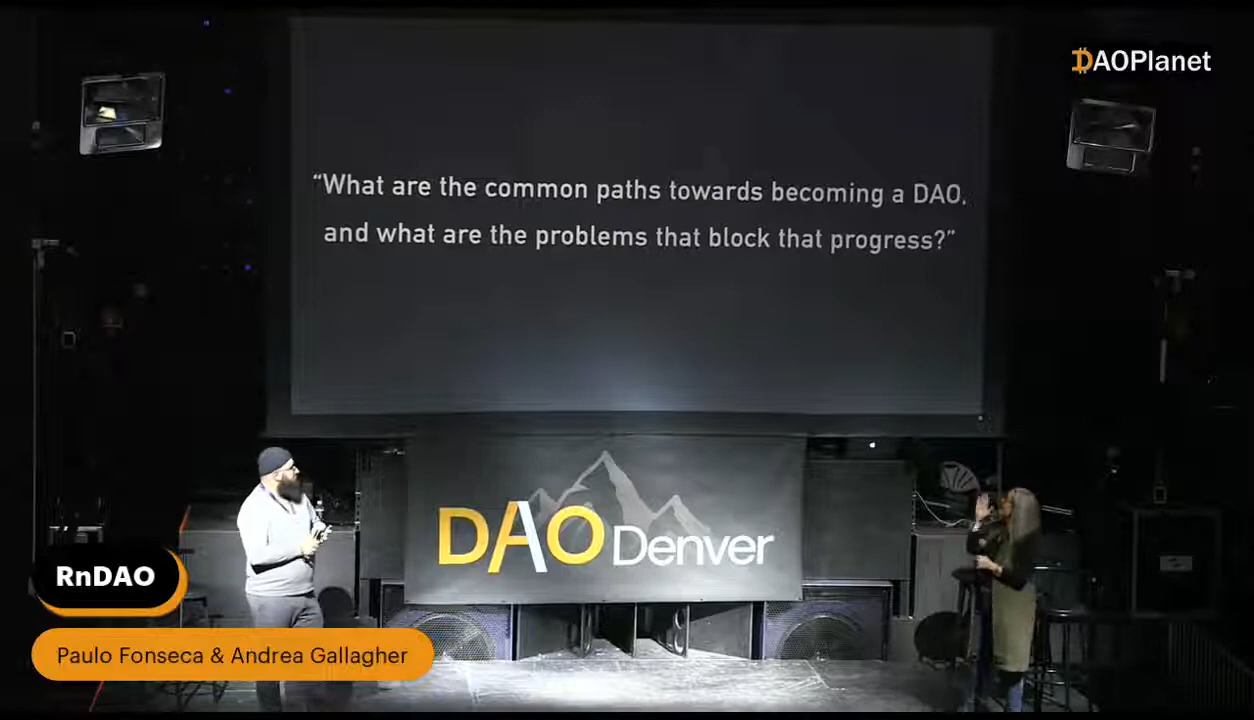 DAOPlanet
“What are the common paths towards becoming a DAO,
and what are the problems that block that progress?”
DAO Denver
RnDAO
Paulo Fonseca & Andrea Gallagher